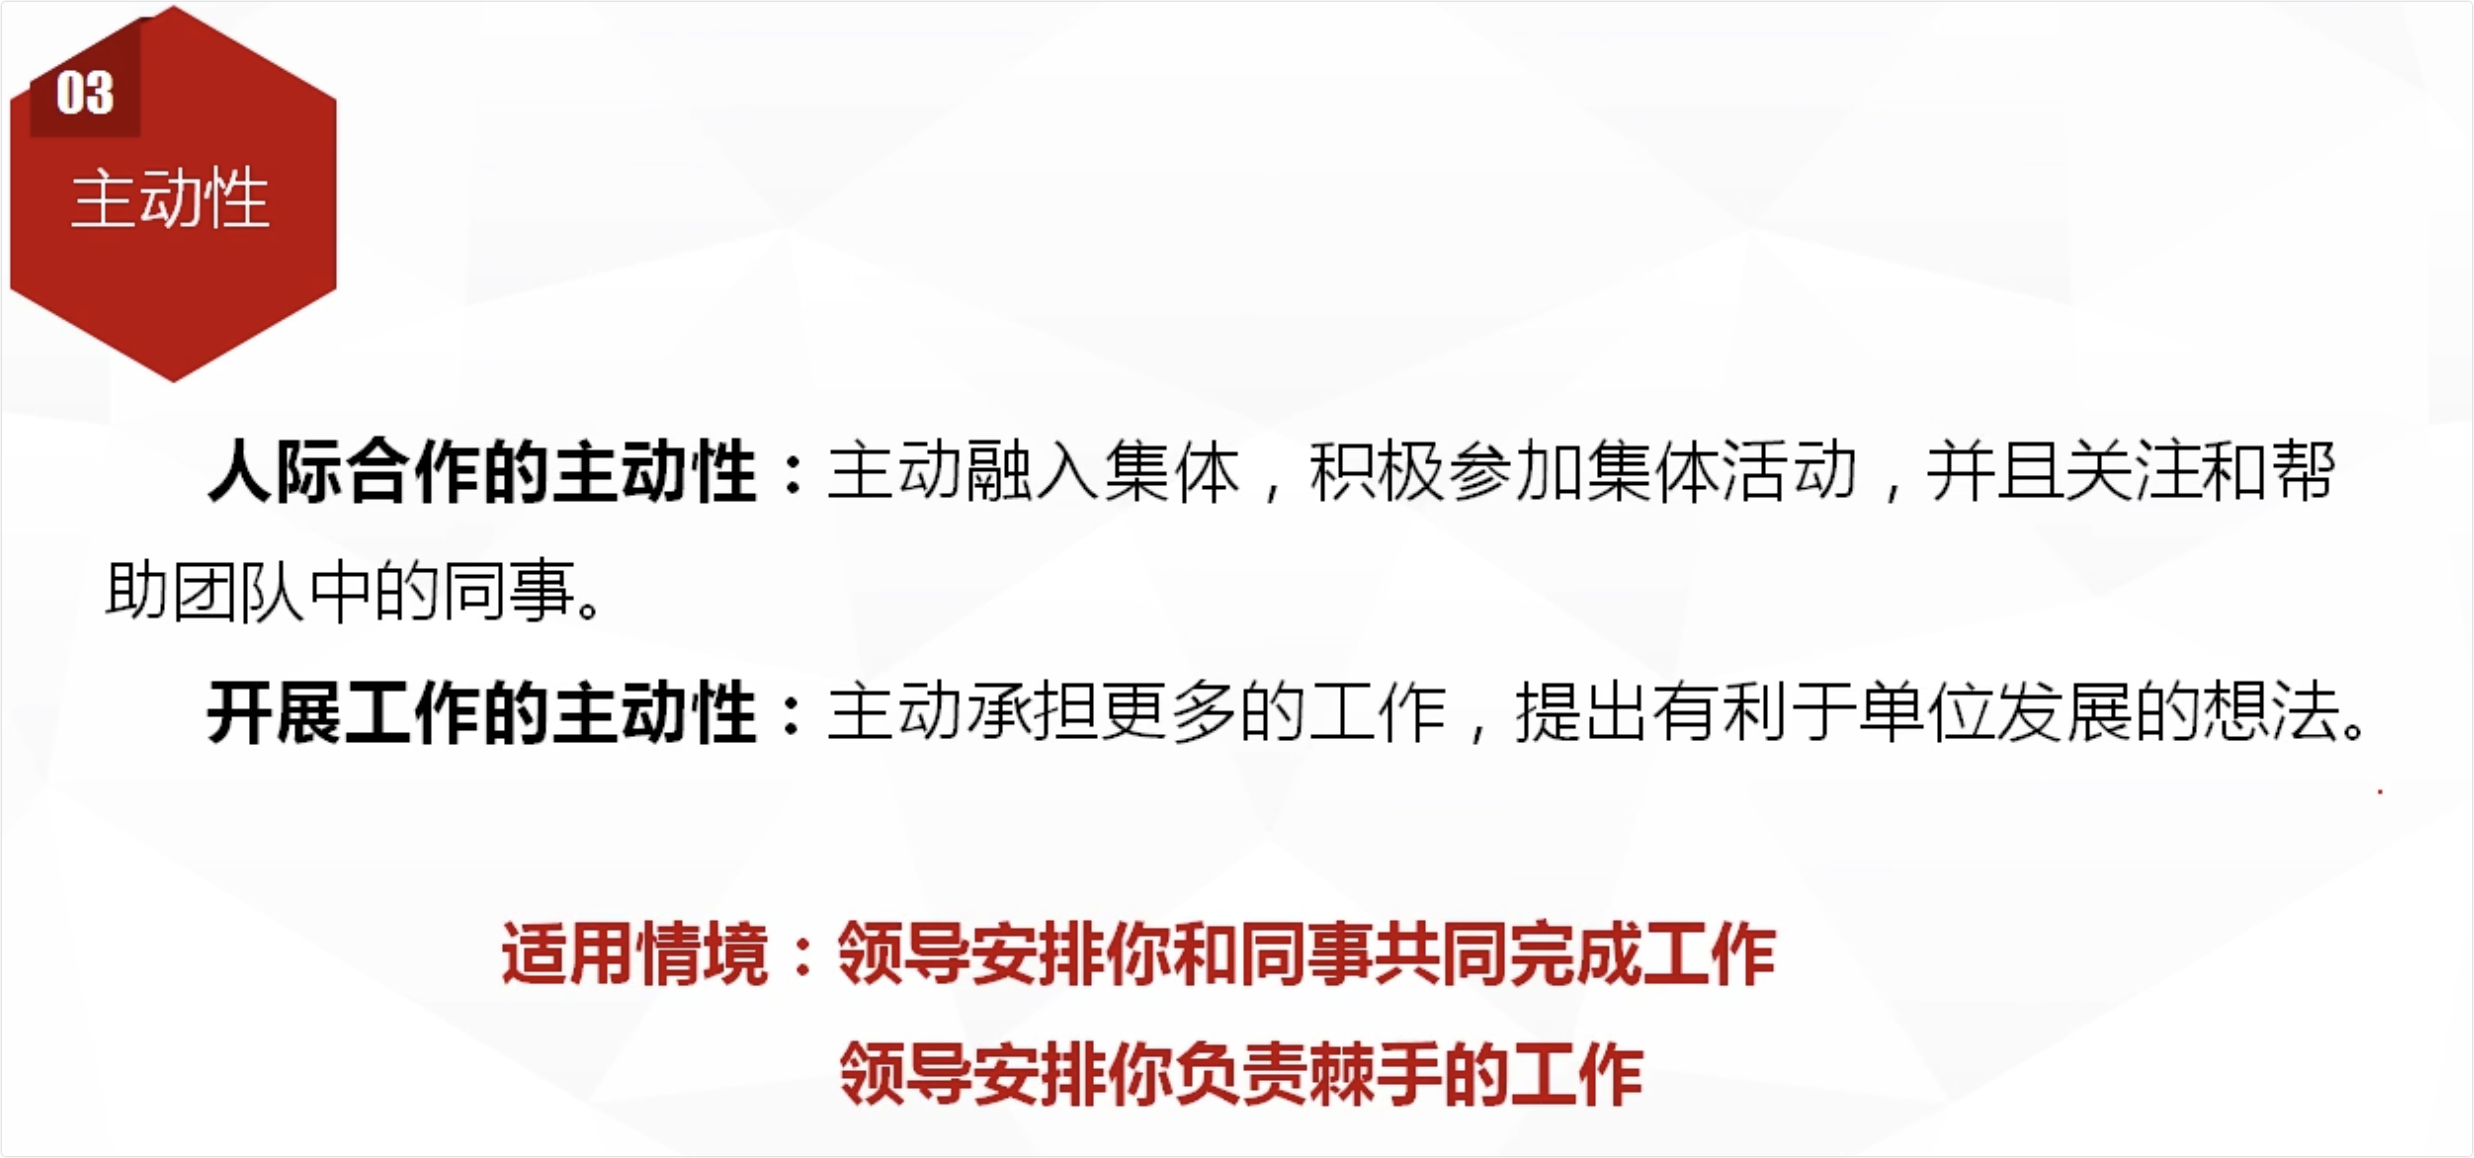 03
主动性
人际合作的主动性：主动融入集体，积极参加集体活动，并且关注和帮
助团队中的同事。
开展工作的主动性：主动承担更多的工作，提出有利于单位发展的想法。
适用情境：领导安排你和同事共同完成工作
领导安排你负责棘手的工作